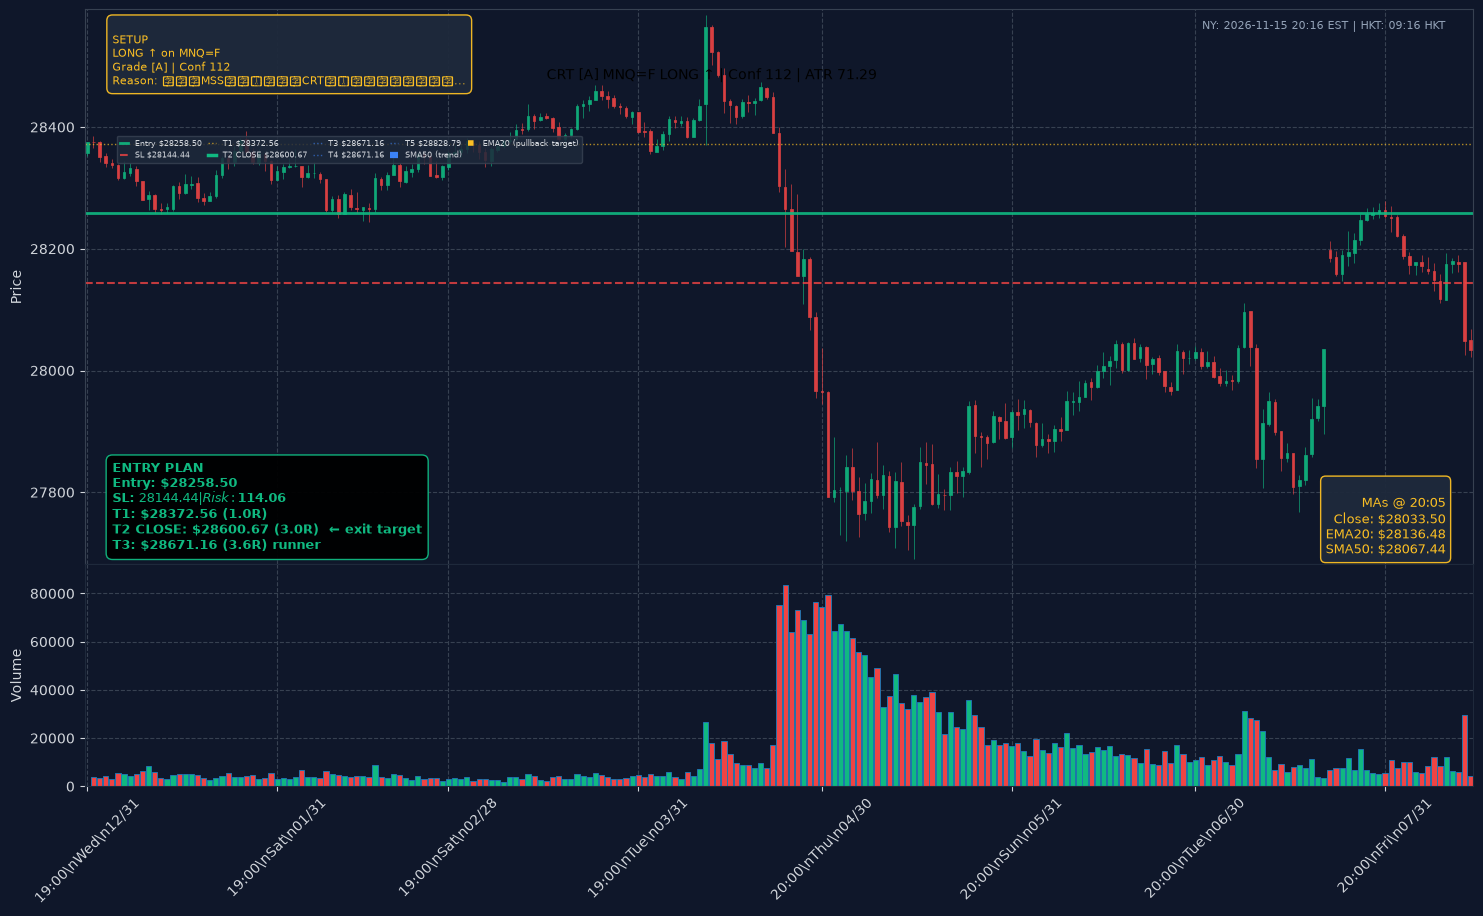 NY: 2026-11-15 20:16 EST | HKT: 09:16 HKT
SETUP
LONG ↑ on MNQ=F
Grade [A] | Conf 112
Reason: MSS CRT ...
CRT [A] MNQ=F LONG ↑ | Conf 112 | ATR 71.29
Entry $28258.50
SL $28144.44
T1 $28372.56
T2 CLOSE $28600.67
T3 $28671.16
T4 $28671.16
T5 $28828.79
SMA50 (trend)
EMA20 (pullback target)
Price
28400
28200
28000
27800
ENTRY PLAN
Entry: $28258.50
SL: 28144.44|Risk:114.06
T1: $28372.56 (1.0R)
T2 CLOSE: $28600.67 (3.0R) ← exit target
T3: $28671.16 (3.6R) runner
MAs @ 20:05
Close: $28033.50
EMA20: $28136.48
SMA50: $28067.44
Volume
80000
60000
40000
20000
0
19:00\nWed\n12/31
19:00\nSat\n01/31
19:00\nSat\n02/28
19:00\nTue\n03/31
20:00\nThu\n04/30
20:00\nSun\n05/31
20:00\nTue\n06/30
20:00\nFri\n07/31